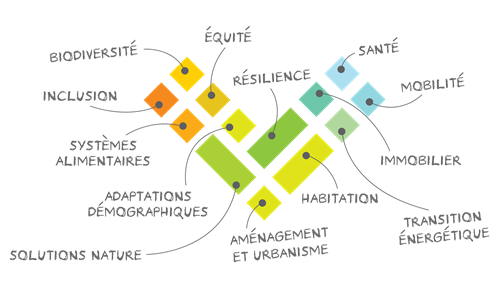 BIODIVERSITÉ
ÉQUITÉ
SANTÉ
INCLUSION
RÉSILIENCE
MOBILITÉ
SYSTÈMES
ALIMENTAIRES
IMMOBILIER
ADAPTATIONS
DÉMOGRAPHIQUES
HABITATION
TRANSITION
ÉNERGÉTIQUE
SOLUTIONS NATURE
AMÉNAGEMENT
ET URBANISME